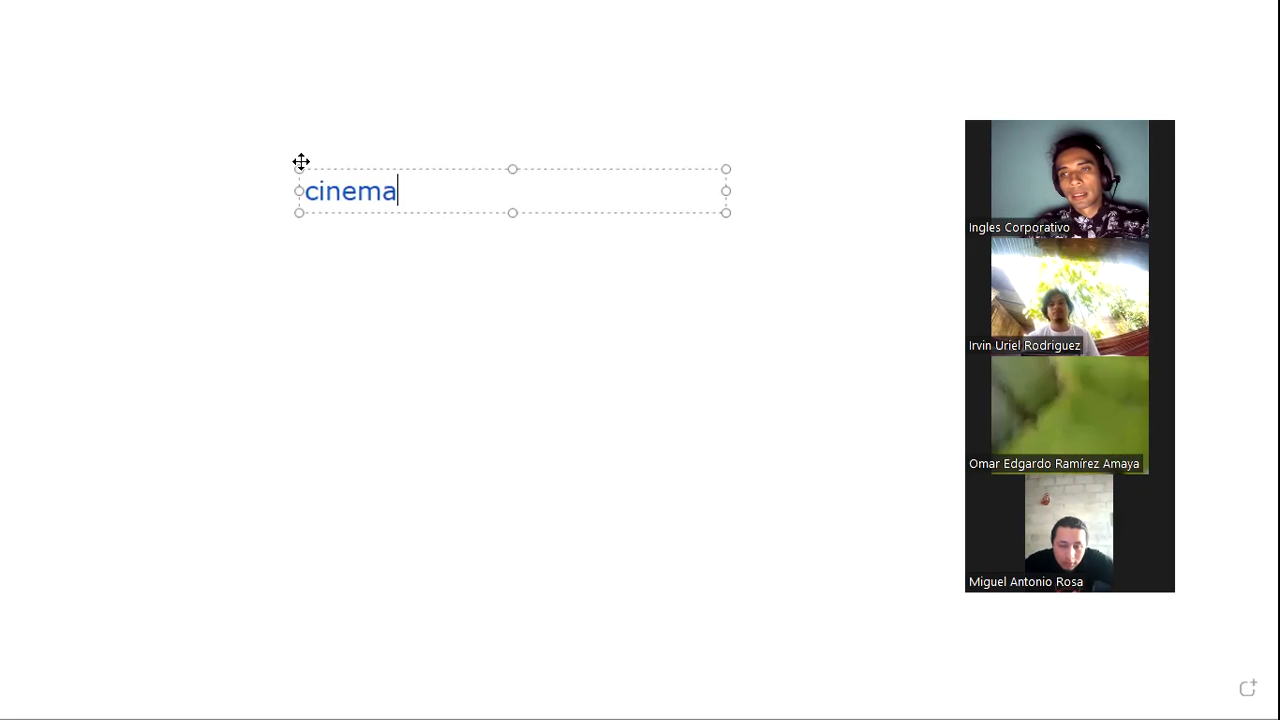 cinema
Ingles Corporativo
Irvin Uriel Rodriguez
Omar Edgardo Ramírez Amaya
Miguel Antonio Rosa